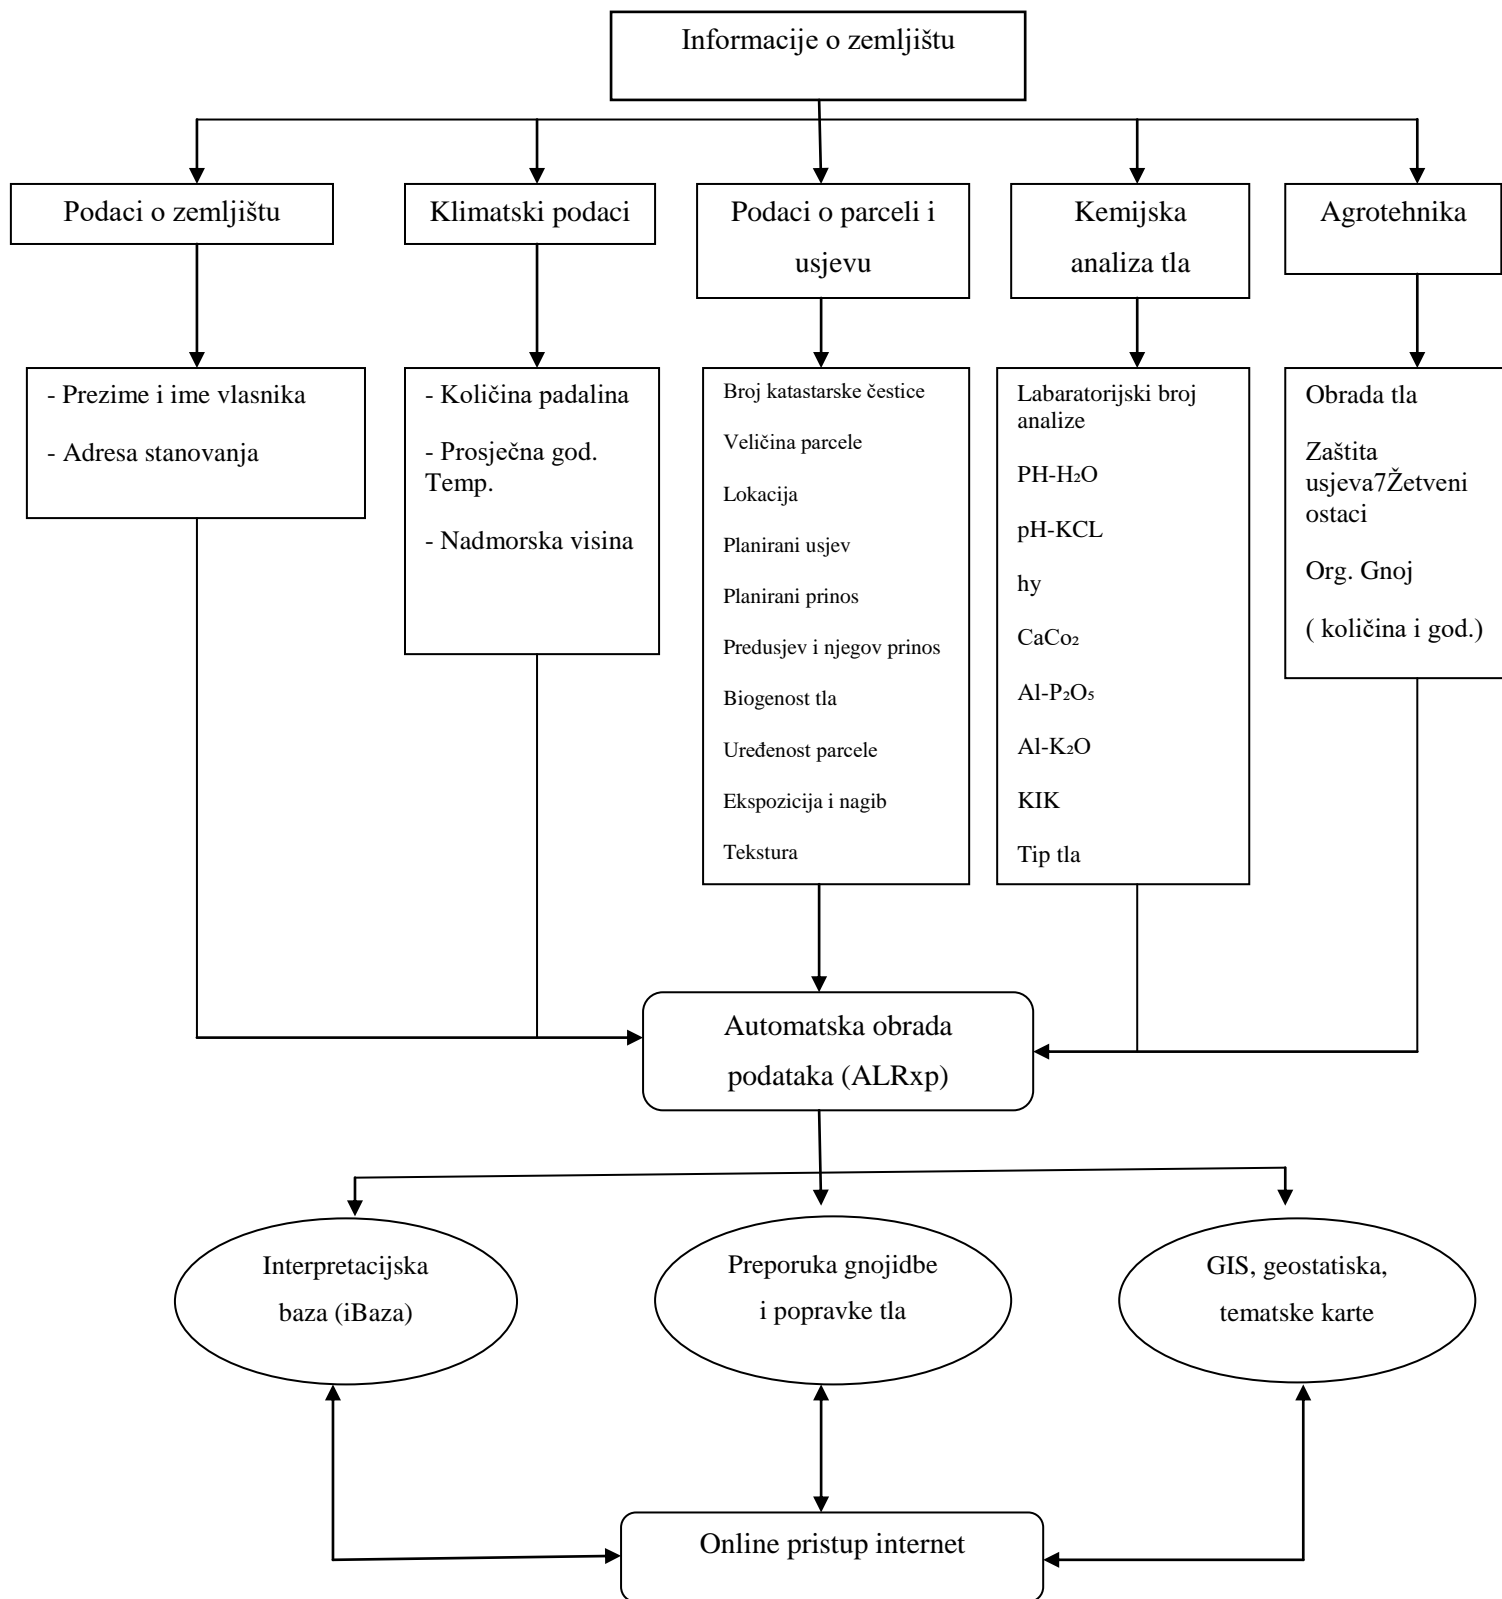 Informacije o zemljištu
Podaci o zemljištu
Klimatski podaci
Podaci o parceli i
usjevu
Kemijska
analiza tla
Agrotehnika
- Prezime i ime vlasnika
- Adresa stanovanja
- Količina padalina
- Prosječna god.
Temp.
- Nadmorska visina
Broj katastarske čestice
Veličina parcele
Lokacija
Planirani usjev
Planirani prinos
Predusjev i njegov prinos
Biogenost tla
Uređenost parcele
Ekspozicija i nagib
Tekstura
Labaratorijski broj
analize
PH-H₂O
pH-KCL
hy
CaCo₂
Al-P₂O₅
Al-K₂O
KIK
Tip tla
Obrada tla
Zaštita
usjeva7Žetveni
ostaci
Org. Gnoj
( količina i god.)
Automatska obrada
podataka (ALRxp)
Interpretacijska
baza (iBaza)
Preporuka gnojidbe
i popravke tla
GIS, geostatiska,
tematske karte
Online pristup internet